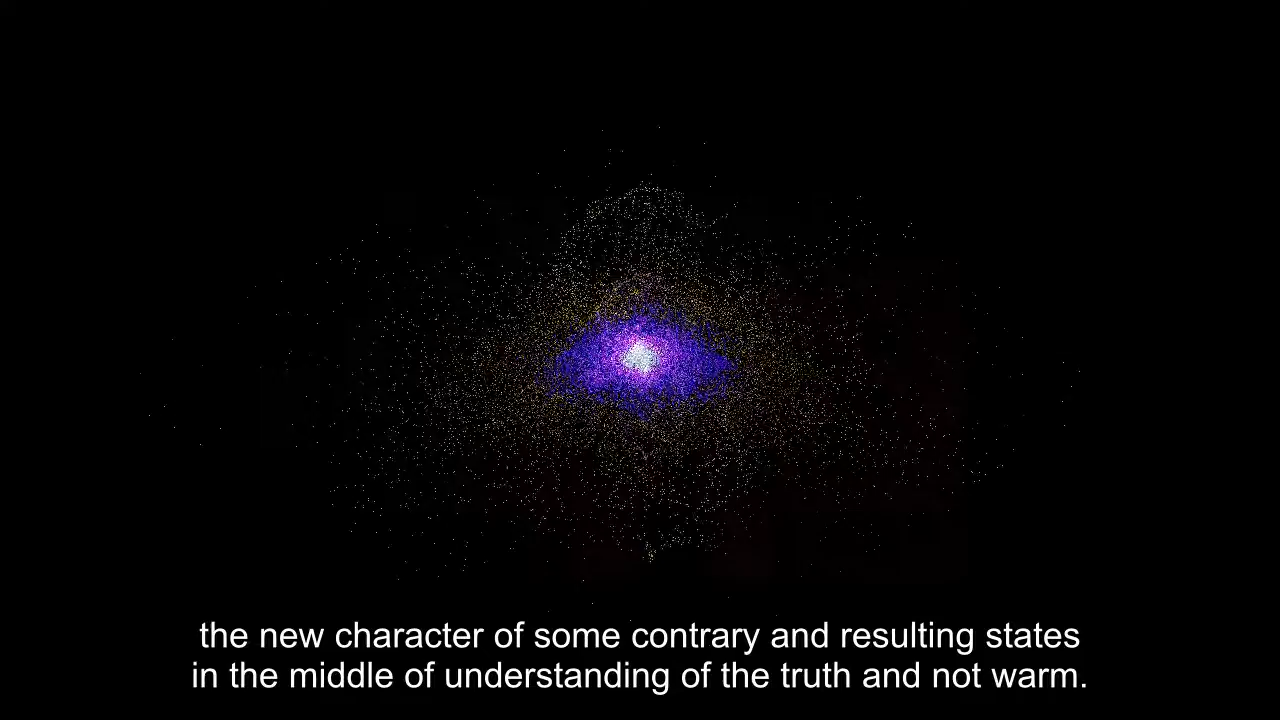 the new character of some contrary and resulting states
in the middle of understanding of the truth and not warm.